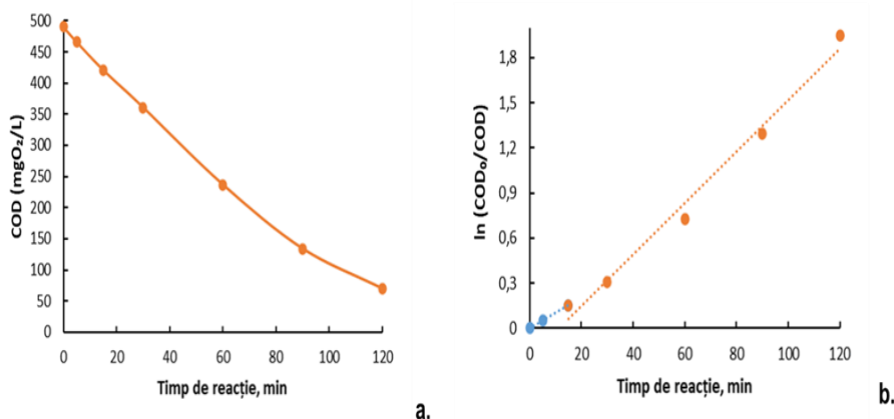 500
450
400
350
300
250
200
150
100
50
0
COD (mgO₂/L)
0 20 40 60 80 100 120
Timp de reacție, min
a.
1,8
1,5
1,2
0,9
0,6
0,3
0
ln (COD₀/COD)
0 20 40 60 80 100 120
Timp de reacție, min
b.